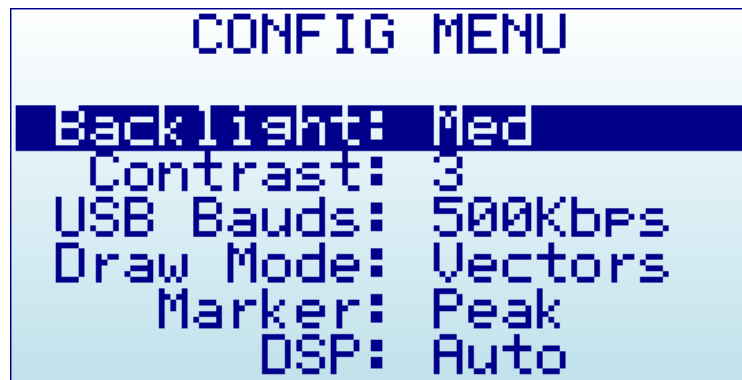 CONFIG MENU
Backlight: Med
Contrast: 3
USB Bauds: 500Kbps
Draw Mode: Vectors
Marker: Peak
DSP: Auto